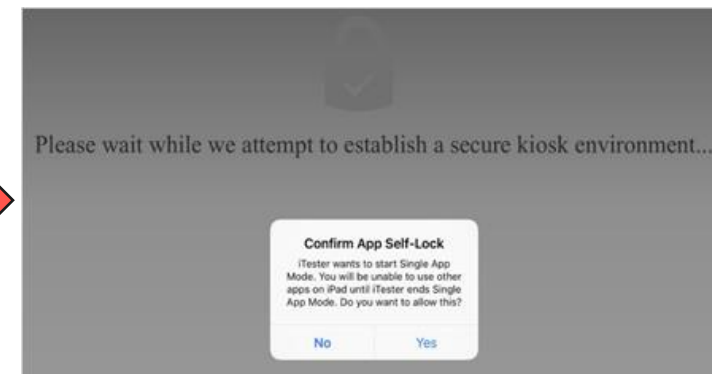 Please wait while we attempt to establish a secure kiosk environment...
Confirm App Self-Lock
iTester wants to start Single App
Mode. You will be unable to use other
apps on iPad until iTester ends Single
App Mode. Do you want to allow this?
No Yes